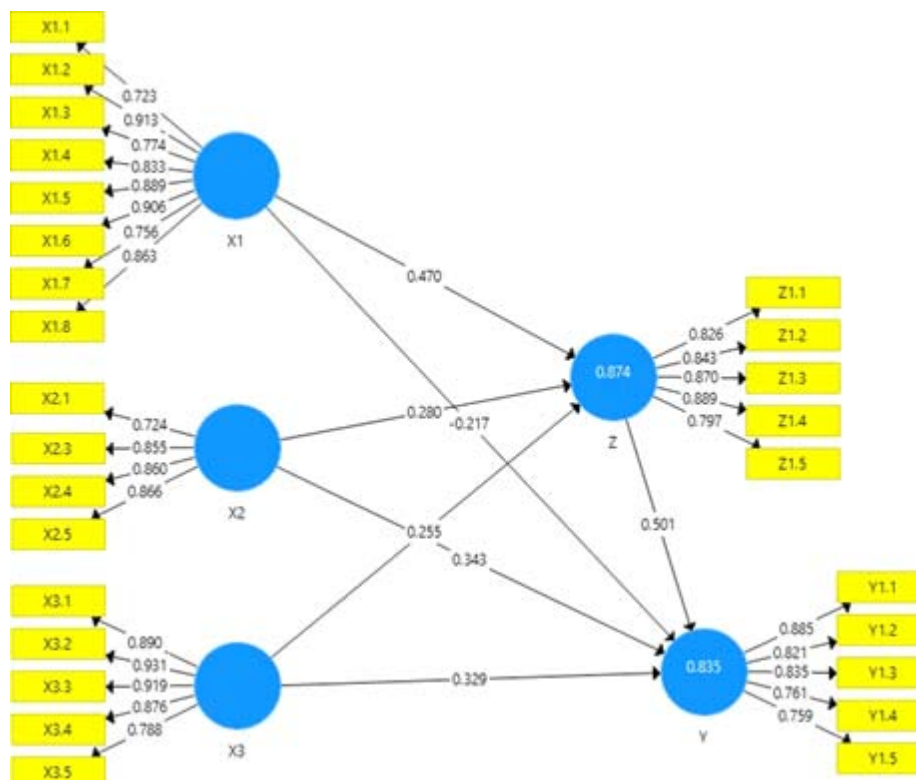 X1.1
X1.2
X1.3
X1.4
X1.5
X1.6
X1.7
X1.8
0.723
0.913
0.774
0.833
0.889
0.906
0.756
0.863
X1
X2.1
X2.3
X2.4
X2.5
0.724
0.855
0.860
0.866
X2
X3.1
X3.2
X3.3
X3.4
X3.5
0.890
0.931
0.919
0.876
0.788
X3
0.470
0.280
-0.217
0.255
0.343
0.329
0.501
0.874
Z
0.826
0.843
0.870
0.889
0.797
Z1.1
Z1.2
Z1.3
Z1.4
Z1.5
0.835
Y
0.885
0.821
0.835
0.761
0.759
Y1.1
Y1.2
Y1.3
Y1.4
Y1.5